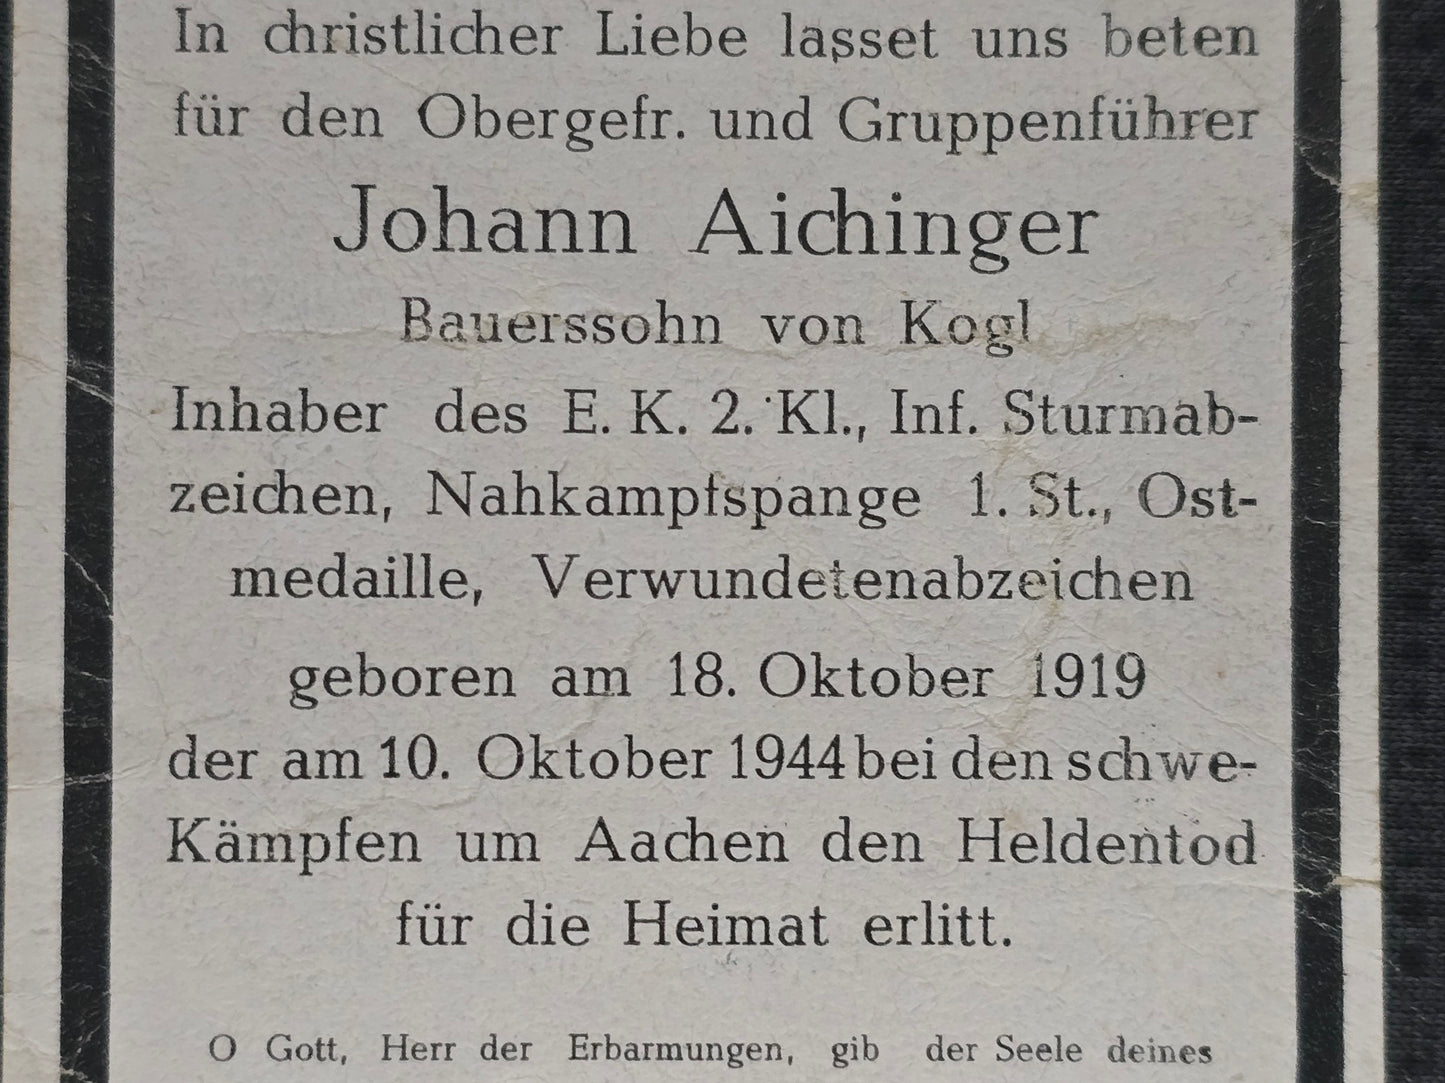 In christlicher Liebe lasset uns beten
für den Obergefr. und Gruppenführer
Johann Aichinger
Bauerssohn von Kogl
Inhaber des E. K. 2. Kl., Inf. Sturmab-
zeichen, Nahkampfspange 1. St., Ost-
medaille, Verwundetenabzeichen
geboren am 18. Oktober 1919
der am 10. Oktober 1944 bei den schwe-
Kämpfen um Aachen den Heldentod
für die Heimat erlitt.
O Gott, Herr der Erbarmungen, gib der Seele deines